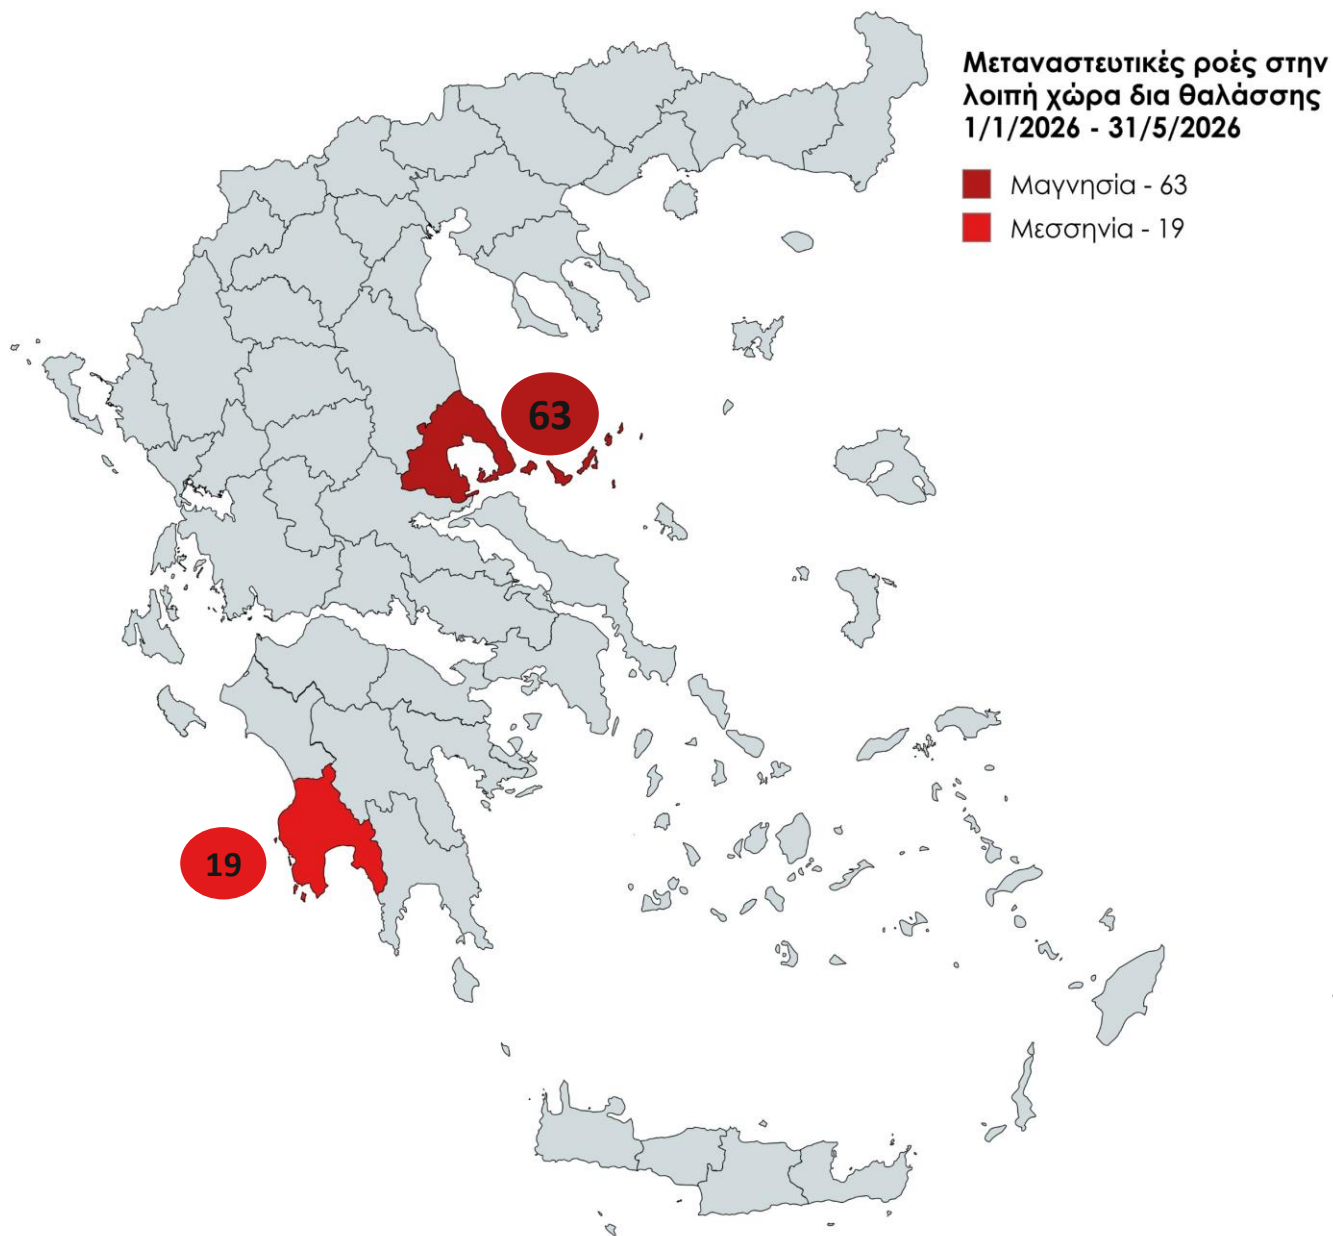 Μεταναστευτικές ροές στην
λοιπή χώρα δια θαλάσσης
1/1/2026 - 31/5/2026
Μαγνησία - 63
Μεσσηνία - 19
63
19